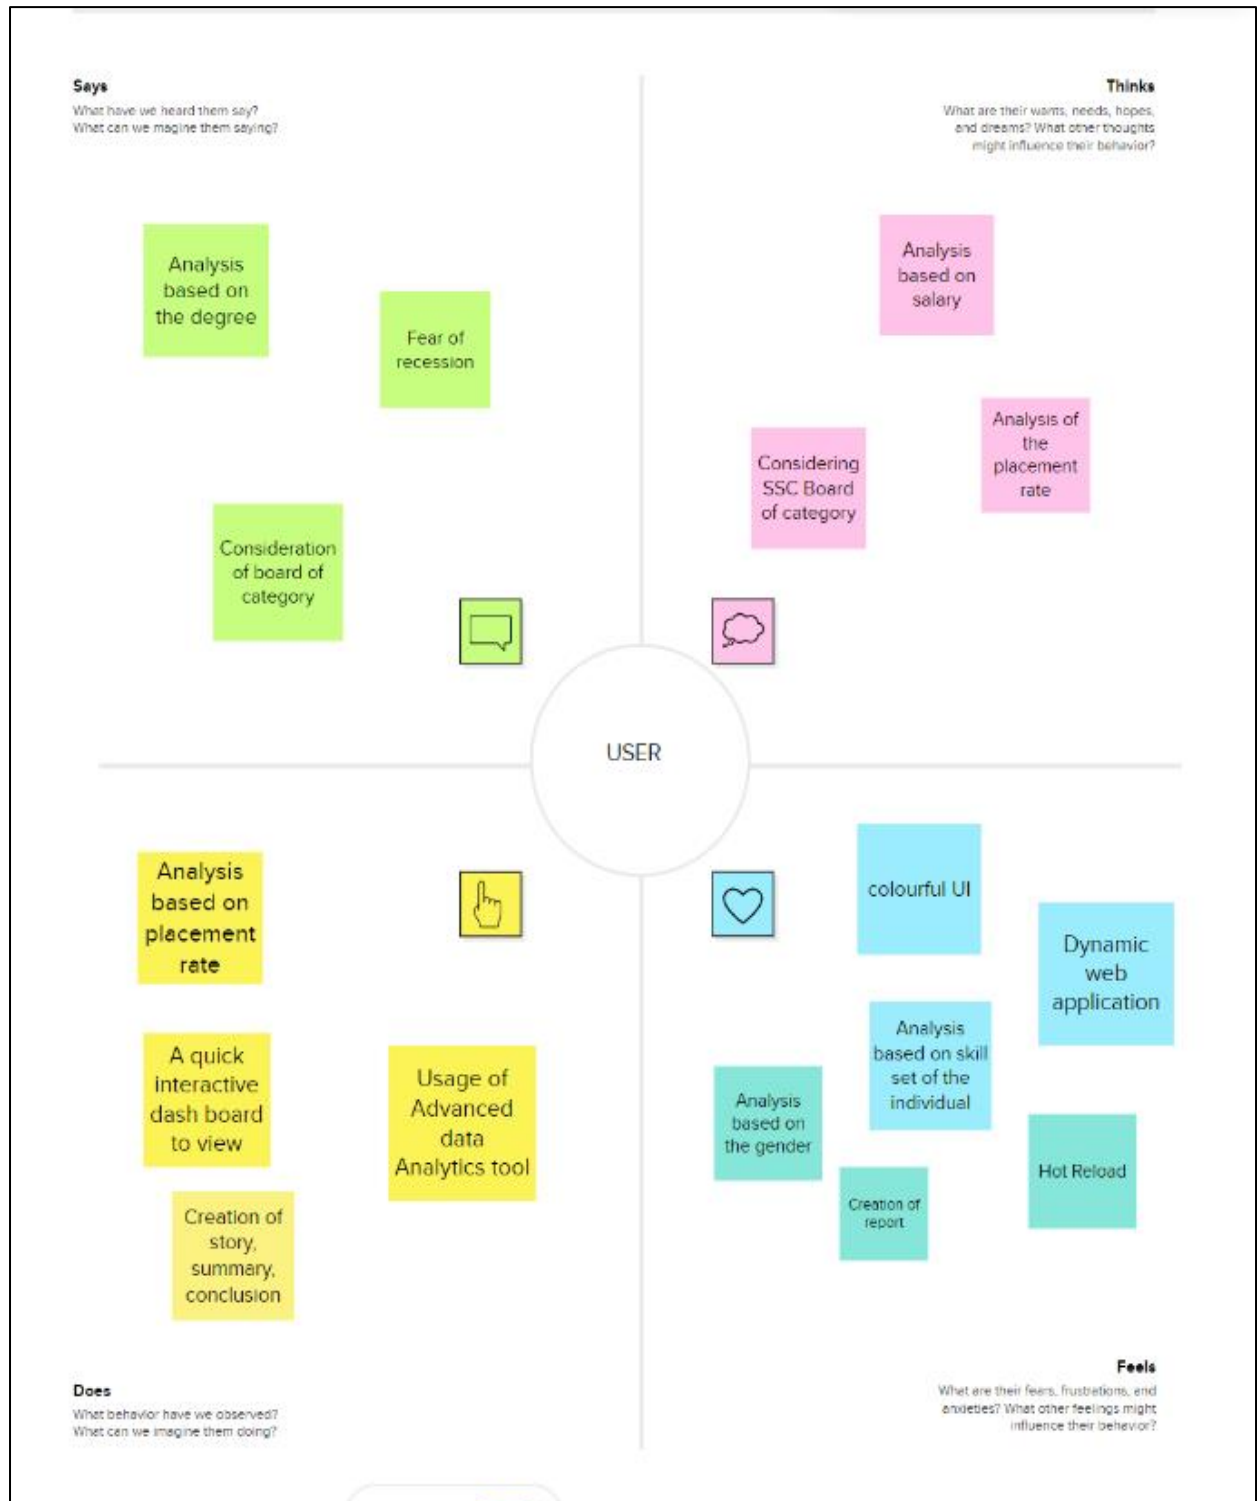 Says
What have we heard them say?
What can we magine them saying?
Thinks
What are their wants, needs, hopes,
and dreams? What other thoughts
might influence their behavior?
Analysis
based on
the degree
Fear of
recession
Consideration
of board of
category
Analysis
based on
salary
Analysis of
the
placement
rate
Considering
SSC Board
of category
USER
Analysis
based on
placement
rate
A quick
interactive
dash board
to view
Usage of
Advanced
data
Analytics tool
Creation of
story,
summary,
conclusion
colourful UI
Dynamic
web
application
Analysis
based on skill
set of the
individual
Analysis
based on
the gender
Hot Reload
Creation of
report
Does
What behavior have we observed?
What can we imagine them doing?
Feels
What are their fears, frustrations, and
anxieties? What other feelings might
influence their behavior?